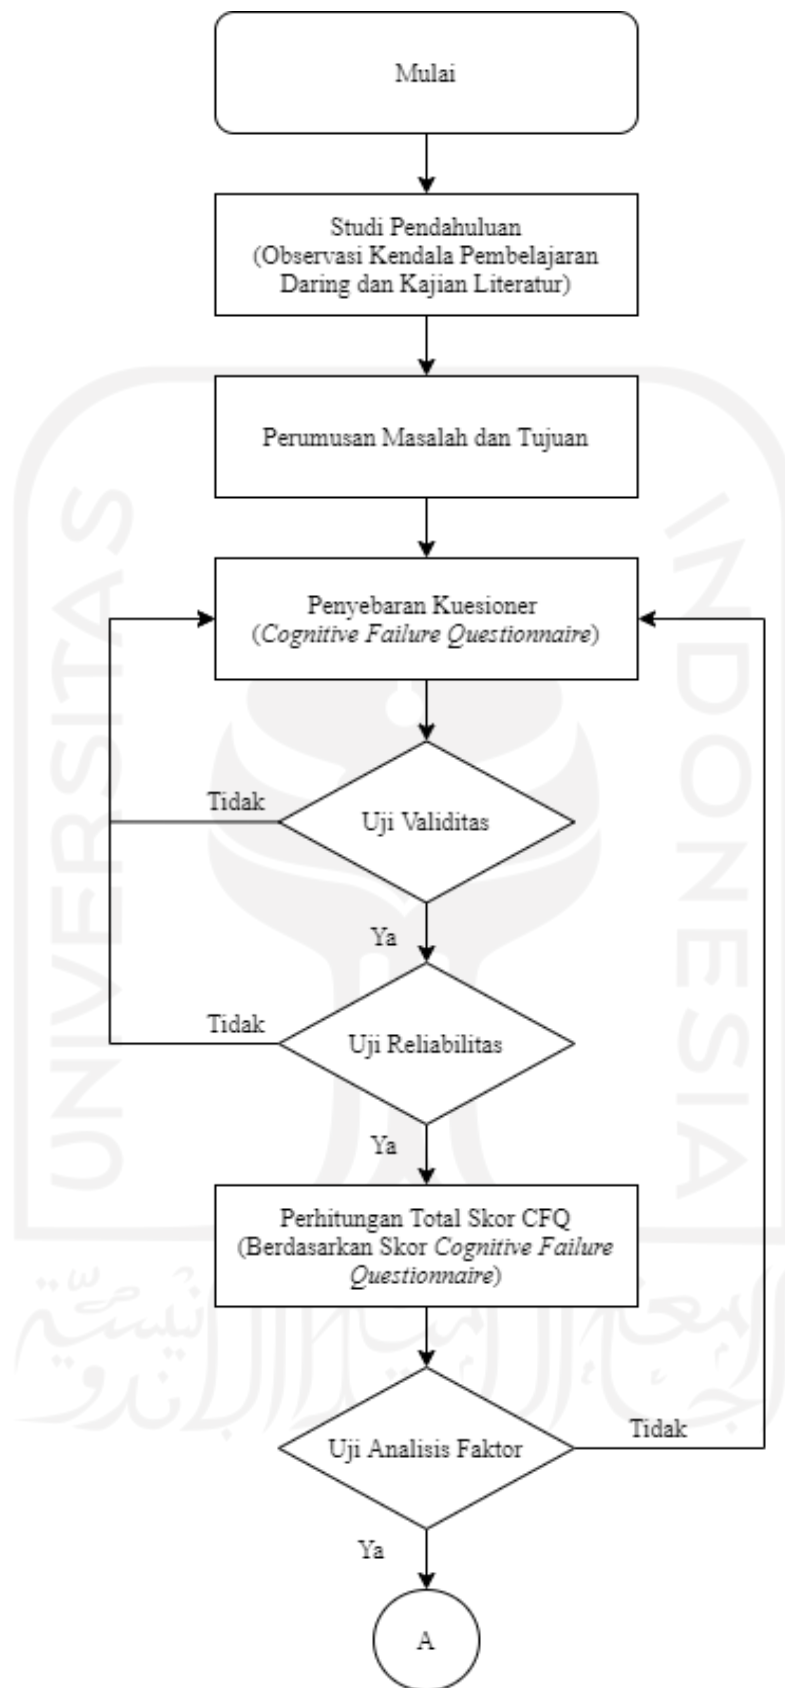 Mulai
Studi Pendahuluan
(Observasi Kendala Pembelajaran
Daring dan Kajian Literatur)
Perumusan Masalah dan Tujuan
Penyebaran Kuesioner
(Cognitive Failure Questionnaire)
Tidak
Uji Validitas
Ya
Tidak
Uji Reliabilitas
Ya
Perhitungan Total Skor CFQ
(Berdasarkan Skor Cognitive Failure
Questionnaire)
Uji Analisis Faktor
Tidak
Ya
A
UNIVERSITAS
INDONESIA